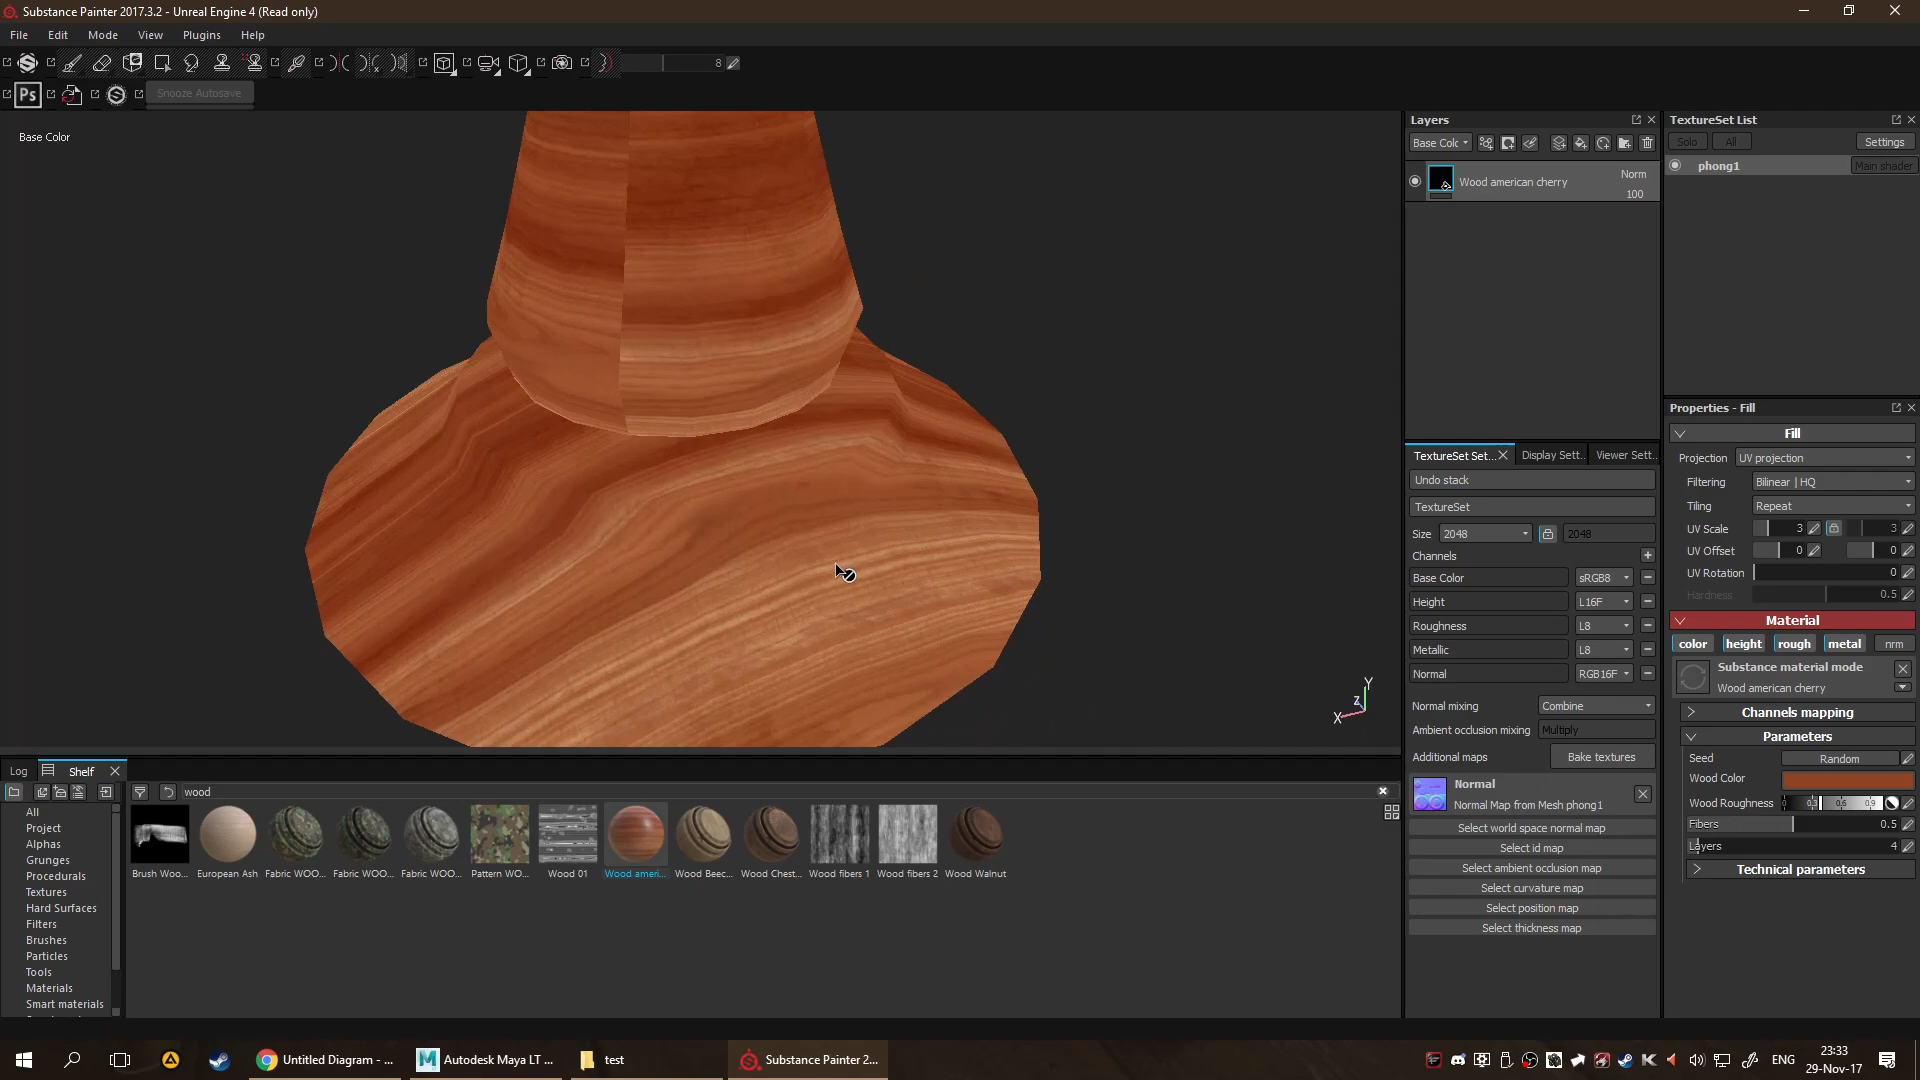 Substance Painter 2017.3.2 - Unreal Engine 4 (Read only)
File Edit Mode View Plugins Help
8
Ps Snooze Autosave
Base Color
Y
Z
X
Layers
Base Colc
Wood american cherry
Norm
100
TextureSet List
Solo All Settings
phong1 Main shader
TextureSet Set... Display Sett.. Viewer Sett..
Undo stack
TextureSet
Size 2048 2048
Channels
Base Color sRGB8
Height L16F
Roughness L8
Metallic L8
Normal RGB16F
Normal mixing Combine
Ambient occlusion mixing Multiply
Additional maps Bake textures
Normal
Normal Map from Mesh phong1
Select world space normal map
Select id map
Select ambient occlusion map
Select curvature map
Select position map
Select thickness map
Properties - Fill
Fill
Projection UV projection
Filtering Bilinear | HQ
Tiling Repeat
UV Scale 3 3
UV Offset 0 0
UV Rotation 0
Hardness 0.5
Material
color height rough metal nrm
Substance material mode
Wood american cherry
Channels mapping
Parameters
Seed Random
Wood Color
Wood Roughness 0 0.3 0.6 0.9
Fibers 0.5
Layers 4
Technical parameters
Log Shelf
wood
All
Project
Alphas
Grunges
Procedurals
Textures
Hard Surfaces
Filters
Brushes
Particles
Tools
Materials
Smart materials
Brush Woo... European Ash Fabric WOO... Fabric WOO... Fabric WOO... Pattern WO... Wood 01 Wood ameri... Wood Beec... Wood Chest... Wood fibers 1 Wood fibers 2 Wood Walnut
Untitled Diagram - ... Autodesk Maya LT ... test Substance Painter 2...
ENG
23:33
29-Nov-17